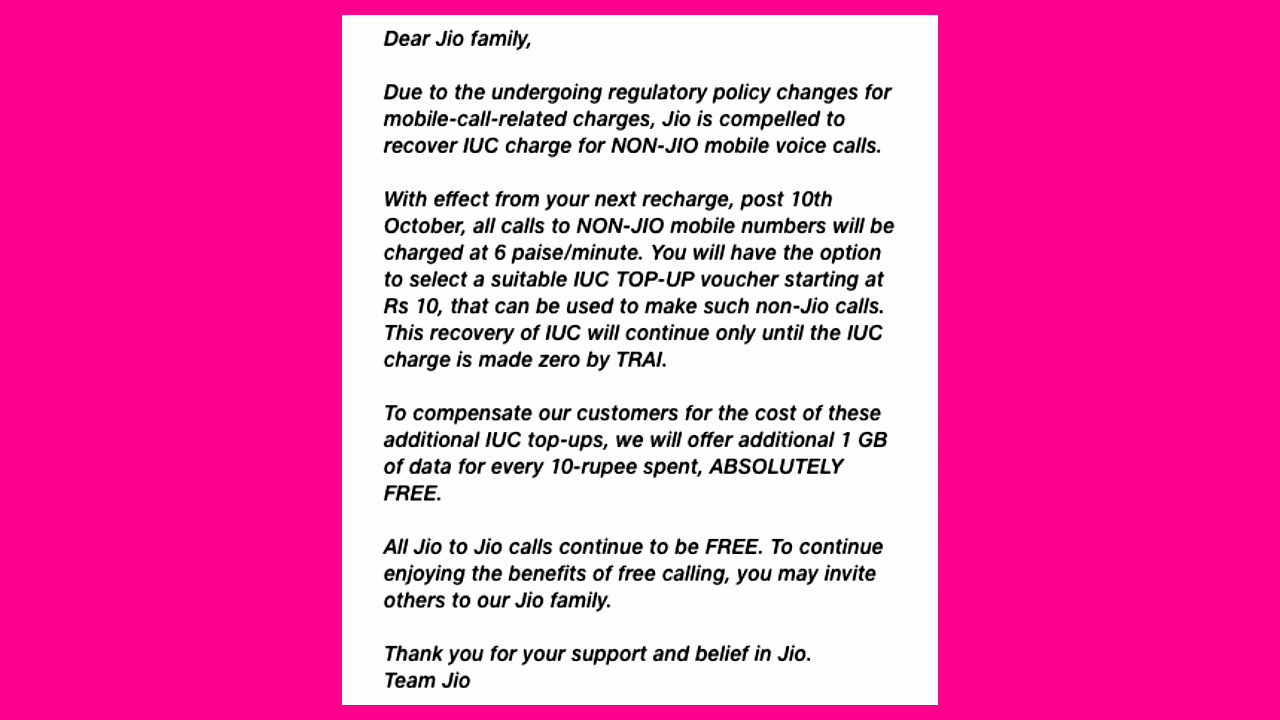 Dear Jio family,
Due to the undergoing regulatory policy changes for
mobile-call-related charges, Jio is compelled to
recover IUC charge for NON-JIO mobile voice calls.
With effect from your next recharge, post 10th
October, all calls to NON-JIO mobile numbers will be
charged at 6 paise/minute. You will have the option
to select a suitable IUC TOP-UP voucher starting at
Rs 10, that can be used to make such non-Jio calls.
This recovery of IUC will continue only until the IUC
charge is made zero by TRAI.
To compensate our customers for the cost of these
additional IUC top-ups, we will offer additional 1 GB
of data for every 10-rupee spent, ABSOLUTELY
FREE.
All Jio to Jio calls continue to be FREE. To continue
enjoying the benefits of free calling, you may invite
others to our Jio family.
Thank you for your support and belief in Jio.
Team Jio